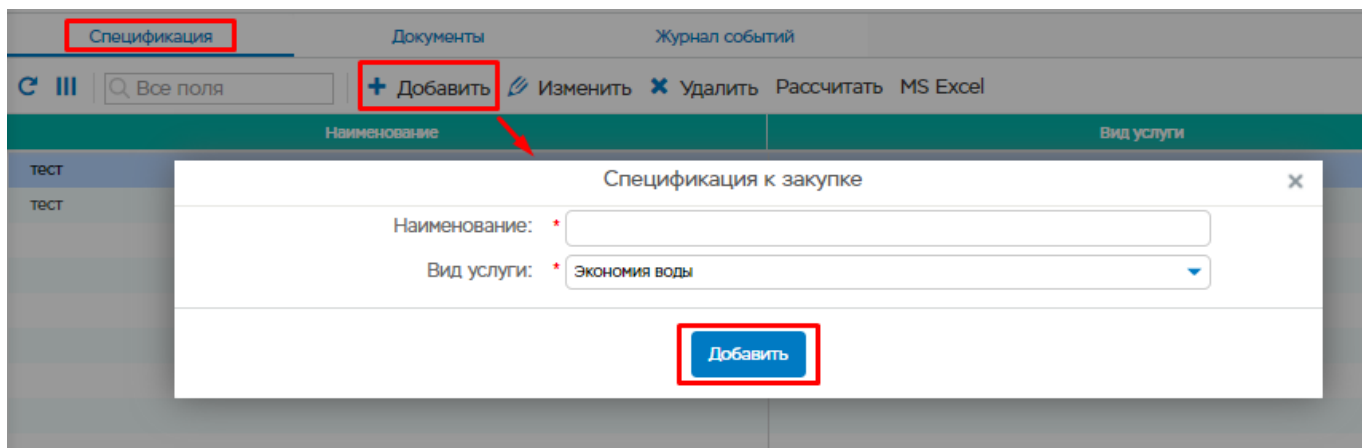 Спецификация Документы Журнал событий
Все поля + Добавить Изменить Удалить Рассчитать MS Excel
Наименование Вид услуги
тест
Спецификация к закупке
тест
Наименование: *
Вид услуги: * Экономия воды
Добавить